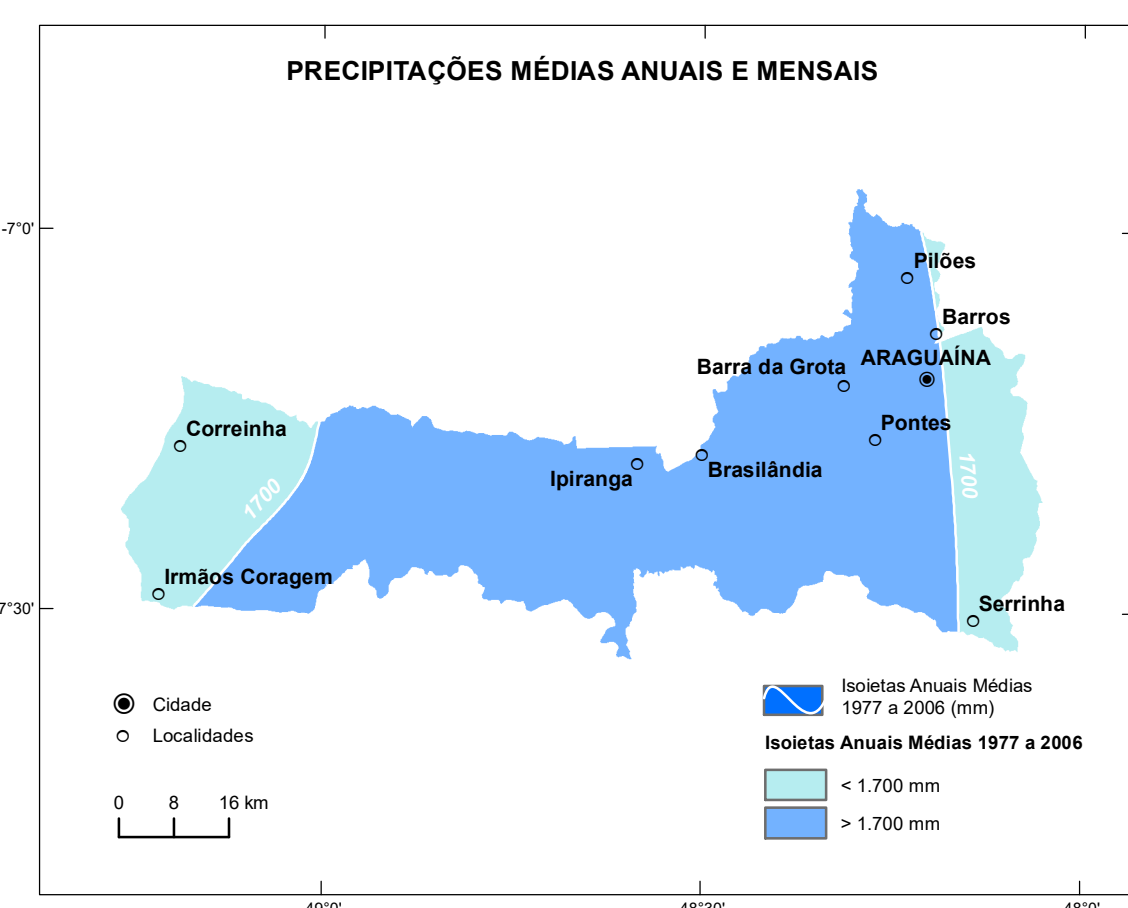 PRECIPITAÇÕES MÉDIAS ANUAIS E MENSAIS
-7°0'
Pilões
Barros
ARAGUAÍNA
Barra da Grota
Pontes
Correinha
Brasilândia
Ipiranga
1700
1700
Irmãos Coragem
7°30'
Serrinha
Cidade
Localidades
0 8 16 km
Isoietas Anuais Médias
1977 a 2006 (mm)
Isoietas Anuais Médias 1977 a 2006
< 1.700 mm
> 1.700 mm